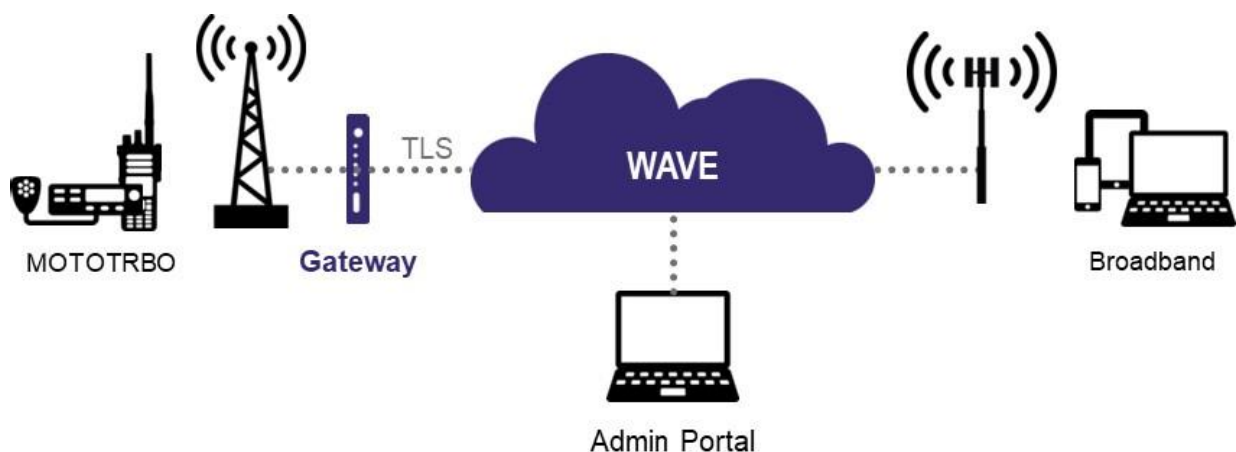 TLS
WAVE
MOTOTRBO
Gateway
Broadband
Admin Portal